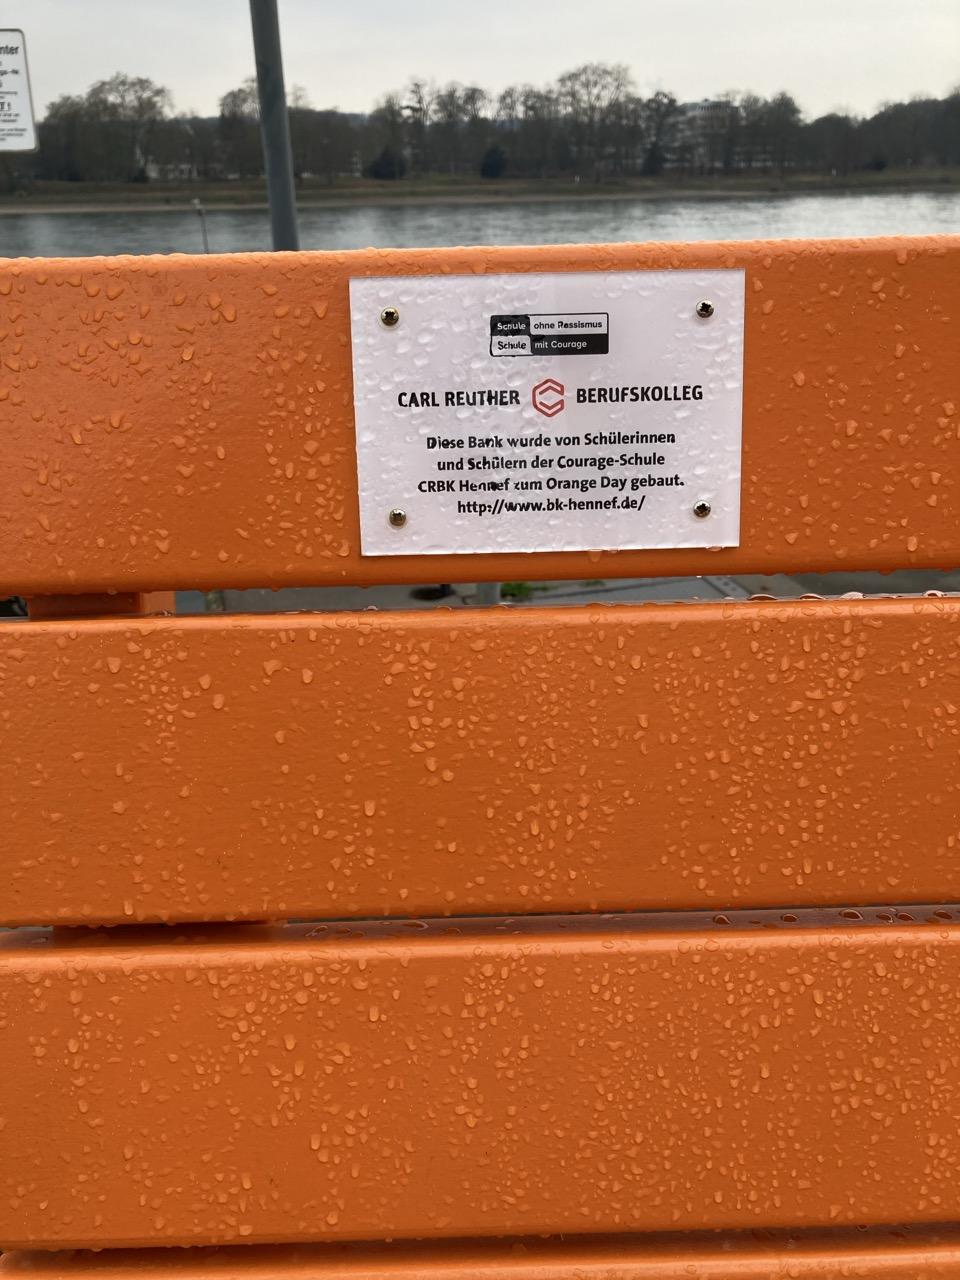 nter
Schule ohne Rassismus
Schule mit Courage
CARL REUTHER BERUFSKOLLEG
Diese Bank wurde von Schülerinnen
und Schülern der Courage-Schule
CRBK Hennef zum Orange Day gebaut.
http://www.bk-hennef.de/